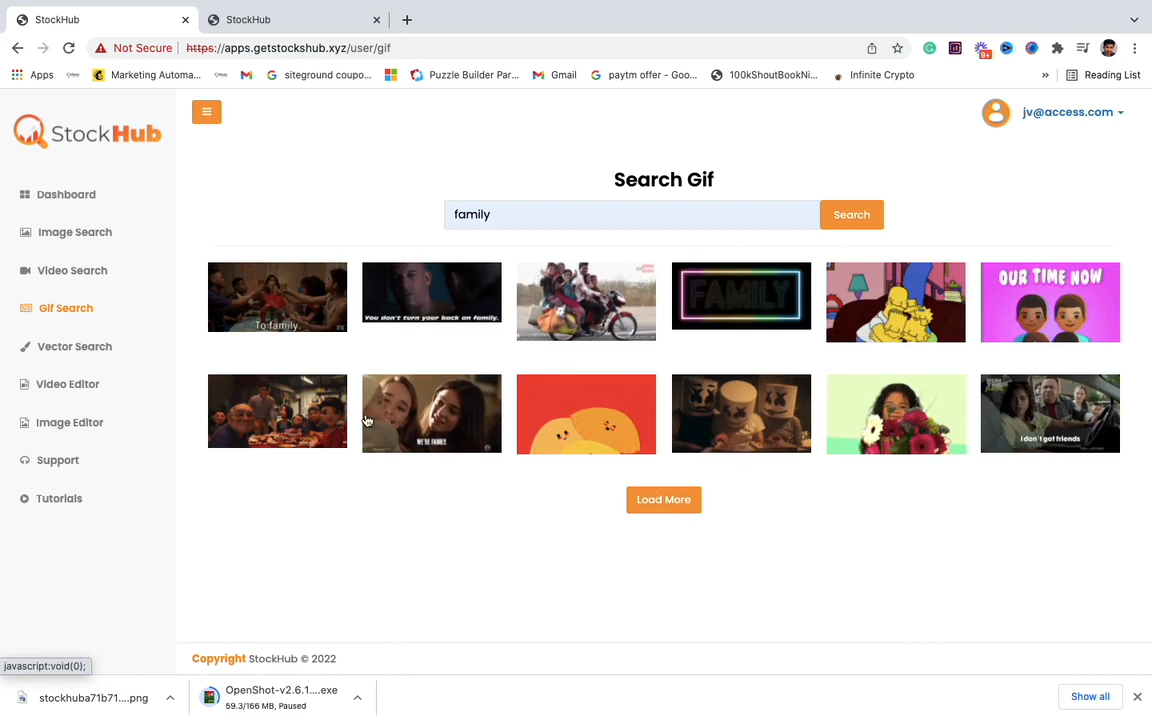 StockHub
StockHub
Not Secure
https://apps.getstockshub.xyz/user/gif
9+
Apps
Marketing Automa...
siteground coupo...
Puzzle Builder Par...
Gmail
paytm offer - Goo...
100kShoutBookNi...
Infinite Crypto
»
Reading List
StockHub
jv@access.com
Dashboard
Image Search
Video Search
Gif Search
Vector Search
Video Editor
Image Editor
Support
Tutorials
Search Gif
family
Search
To family.
You don't turn your back on family.
FAMILY
OUR TIME NOW
WE'RE FAMILY.
I don't got friends
Load More
Copyright StockHub © 2022
javascript:void(0);
stockhuba71b71....png
OpenShot-v2.6.1....exe
59.3/166 MB, Paused
Show all